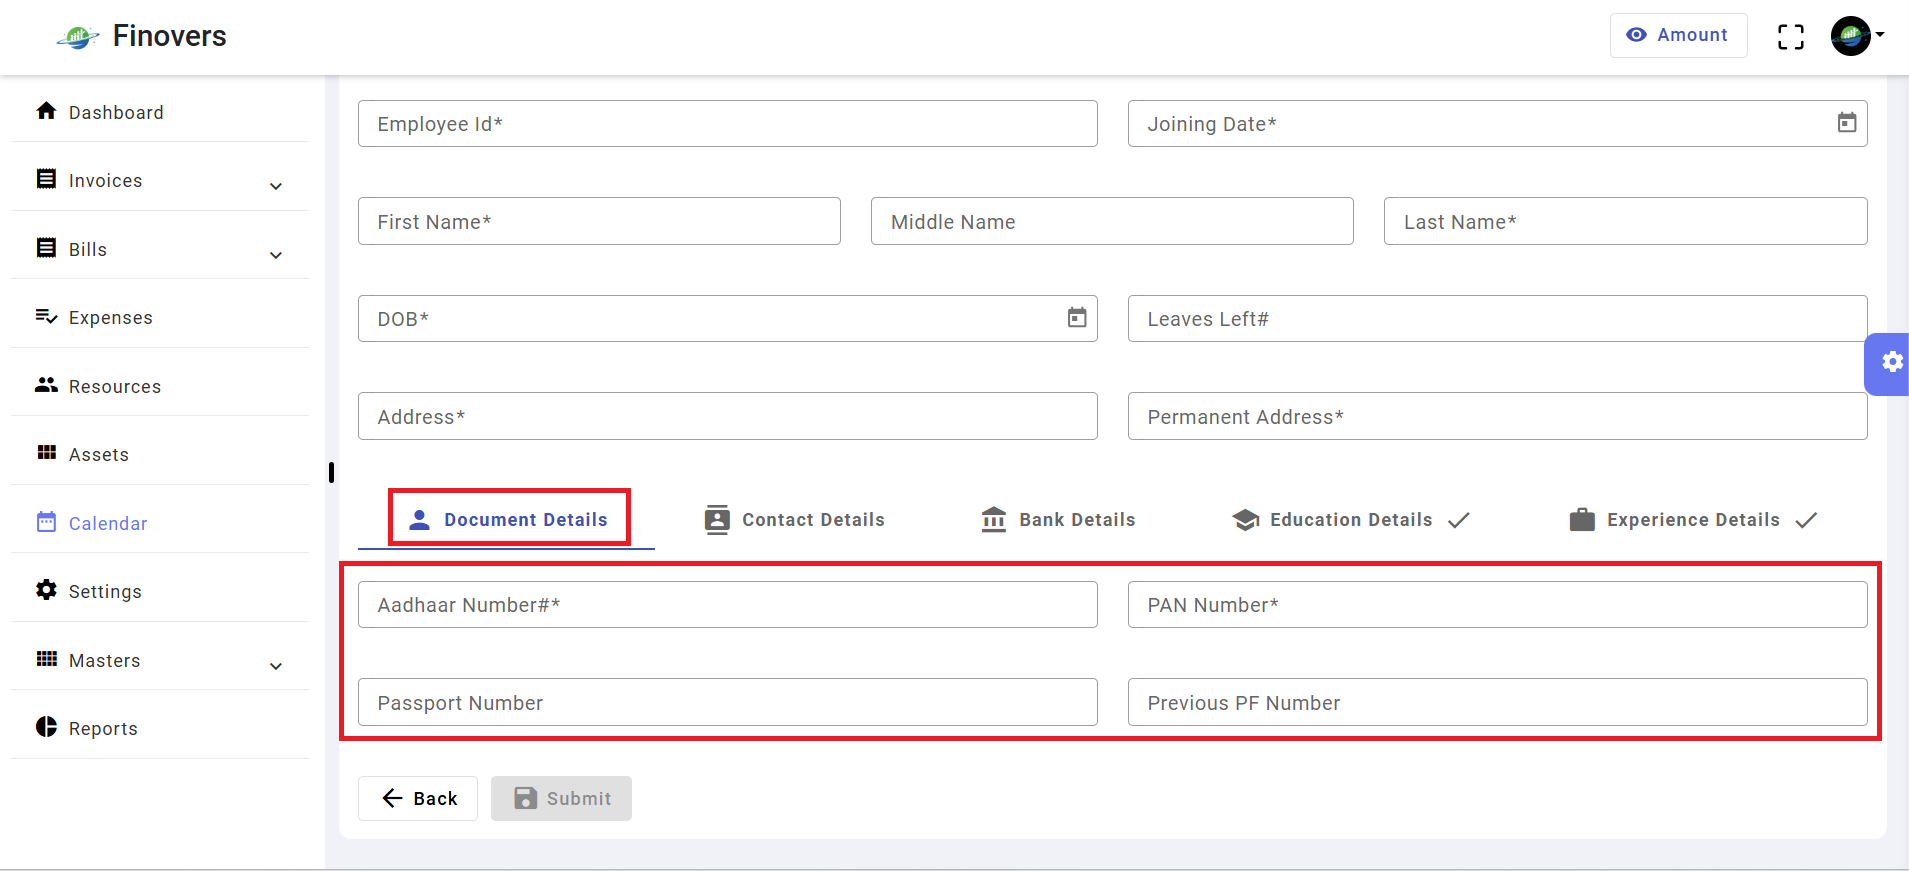 Finovers
Amount
Dashboard
Invoices
Bills
Expenses
Resources
Assets
Calendar
Settings
Masters
Reports
Employee Id*
Joining Date*
First Name*
Middle Name
Last Name*
DOB*
Leaves Left#
Address*
Permanent Address*
Document Details
Contact Details
Bank Details
Education Details
Experience Details
Aadhaar Number#*
PAN Number*
Passport Number
Previous PF Number
Back
Submit